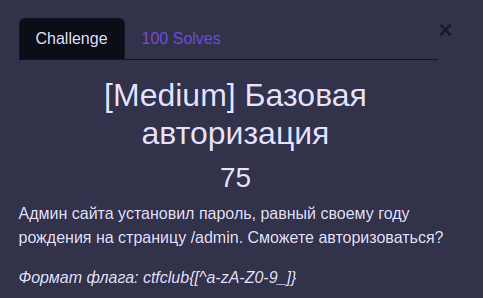 Challenge
100 Solves
×
[Medium] Базовая
авторизация
75
Админ сайта установил пароль, равный своему году
рождения на страницу /admin. Сможете авторизоваться?
Формат флага: ctfclub{[^a-zA-Z0-9_]}